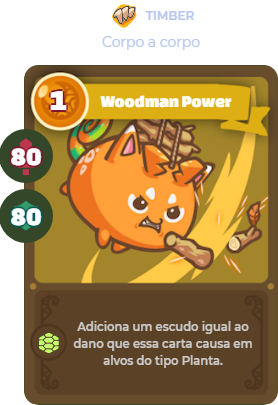 TIMBER
Corpo a corpo
1
Woodman Power
80
80
Adiciona um escudo igual ao
dano que essa carta causa em
alvos do tipo Planta.